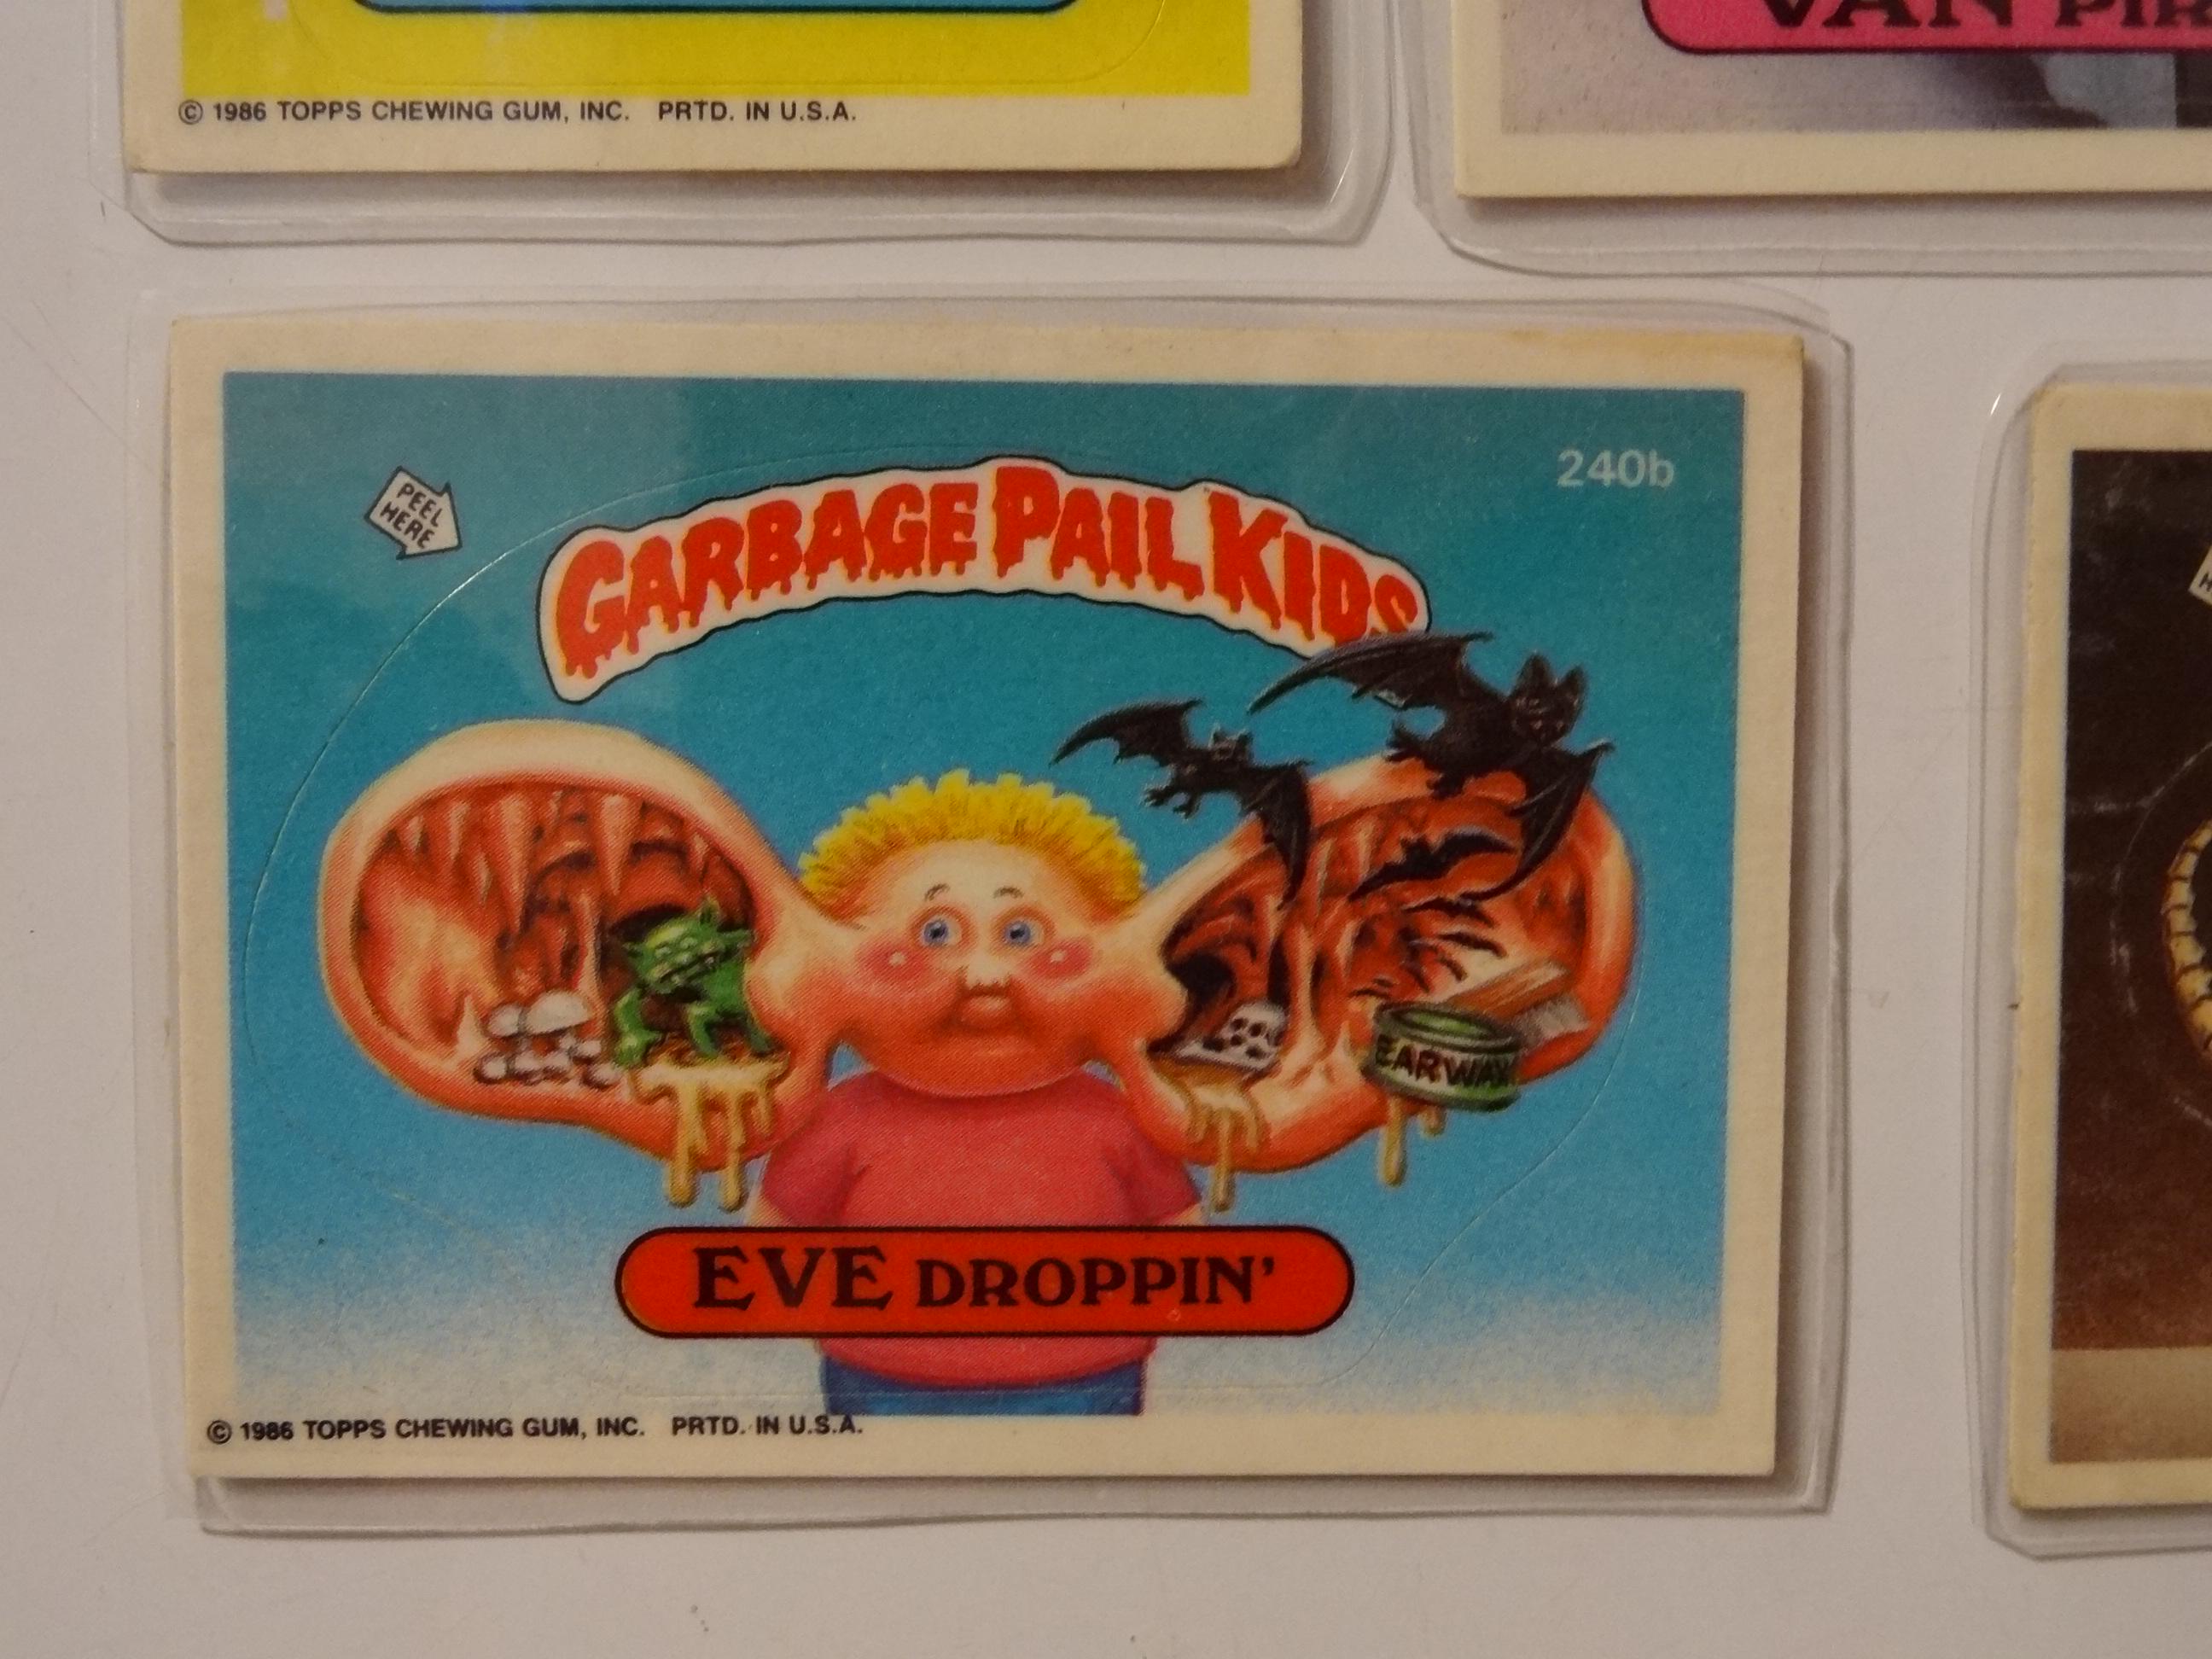 © 1986 TOPPS CHEWING GUM, INC. PRTD. IN U.S.A.
VAN
PEEL
HERE
240b
GARBAGE PAIL KIDS
EARWAX
EVE DROPPIN'
© 1986 TOPPS CHEWING GUM, INC. PRTD. IN U.S.A.